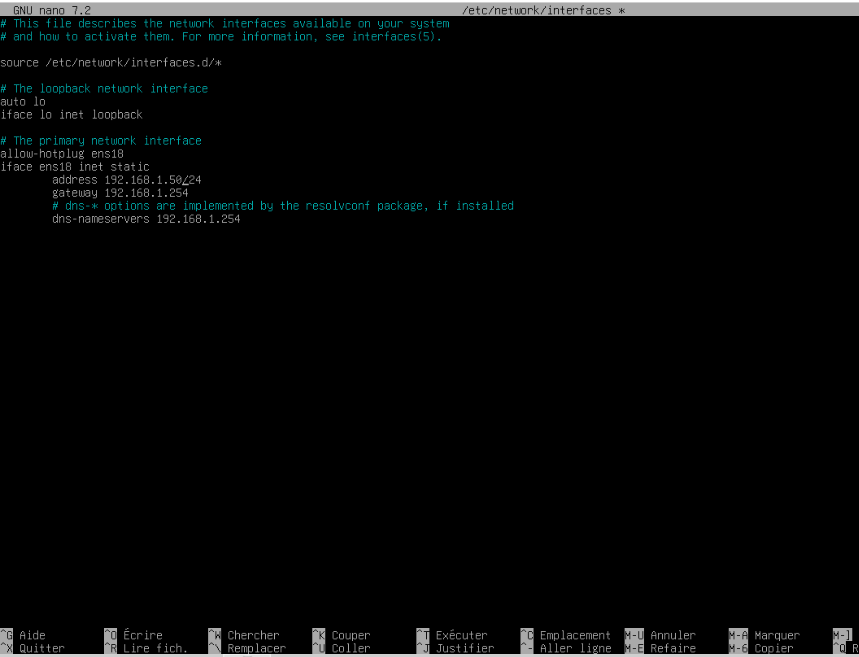 GNU nano 7.2 /etc/network/interfaces *
# This file describes the network interfaces available on your system
# and how to activate them. For more information, see interfaces(5).
source /etc/network/interfaces.d/*
# The loopback network interface
auto lo
iface lo inet loopback
# The primary network interface
allow-hotplug ens18
iface ens18 inet static
address 192.168.1.50/24
gateway 192.168.1.254
# dns-* options are implemented by the resolvconf package, if installed
dns-nameservers 192.168.1.254
^G Aide ^O Écrire ^W Chercher ^K Couper ^T Exécuter ^C Emplacement M-U Annuler M-A Marquer M-]
^X Quitter ^R Lire fich. ^\ Remplacer ^U Coller ^J Justifier ^- Aller ligne M-E Refaire M-6 Copier ^Q R